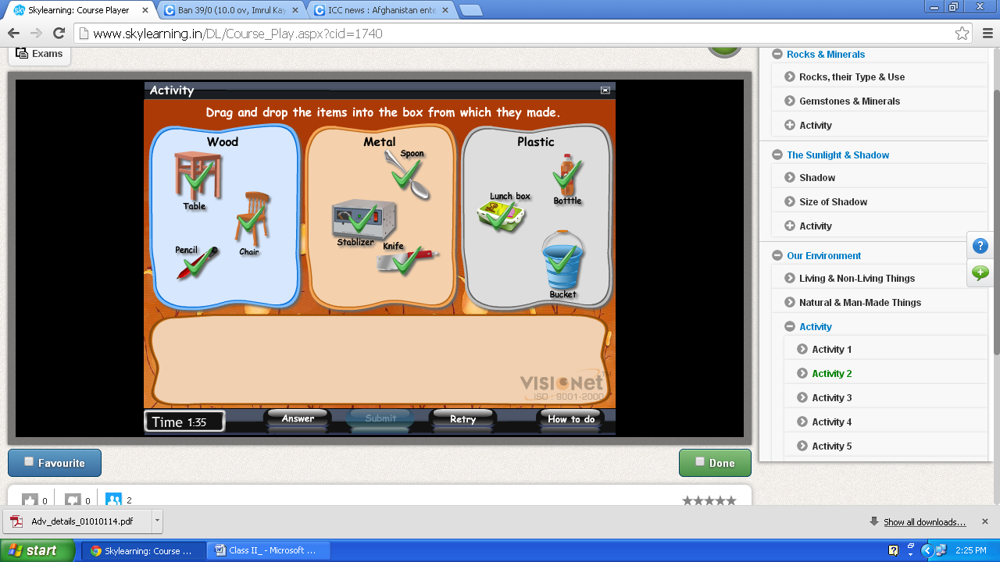 Skylearning: Course Player
Ban 39/0 (10.0 ov, Imrul Kay
ICC news : Afghanistan ente
www.skylearning.in/DL/Course_Play.aspx?cid=1740
Exams
Activity
Drag and drop the items into the box from which they made.
Wood
Metal
Plastic
Table
Chair
Pencil
Spoon
Stablizer
Knife
Lunch box
Botttle
Bucket
VISIONet
ISO : 9001-2000
Time 1:35
Answer
Submit
Retry
How to do
Favourite
Done
0
0
2
Rocks & Minerals
Rocks, their Type & Use
Gemstones & Minerals
Activity
The Sunlight & Shadow
Shadow
Size of Shadow
Activity
Our Environment
Living & Non-Living Things
Natural & Man-Made Things
Activity
Activity 1
Activity 2
Activity 3
Activity 4
Activity 5
Adv_details_01010114.pdf
Show all downloads...
start
Skylearning: Course ...
Class II_ - Microsoft ...
2:25 PM